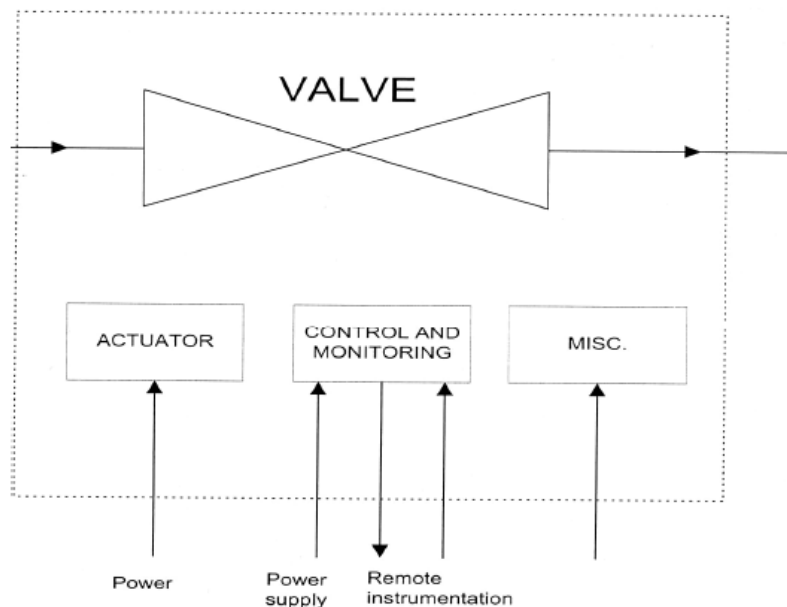 VALVE
ACTUATOR
CONTROL AND
MONITORING
MISC.
Power
Power
supply
Remote
instrumentation